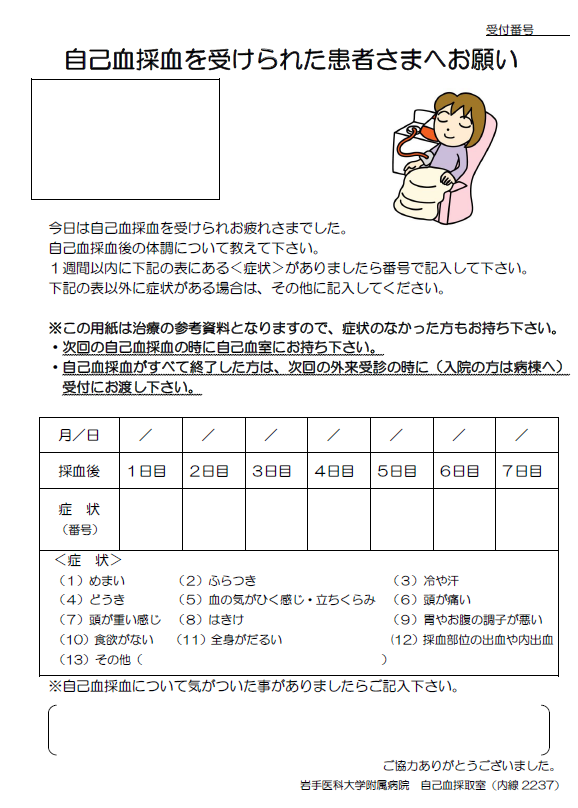 受付番号
自己血採血を受けられた患者さまへお願い
今日は自己血採血を受けられお疲れさまでした。
自己血採血後の体調について教えて下さい。
１週間以内に下記の表にある＜症状＞がありましたら番号で記入して下さい。
下記の表以外に症状がある場合は、その他に記入してください。
※この用紙は治療の参考資料となりますので、症状のなかった方もお持ち下さい。
・次回の自己血採血の時に自己血室にお持ち下さい。
・自己血採血がすべて終了した方は、次回の外来受診の時に（入院の方は病棟へ）
受付にお渡し下さい。
月／日 ／ ／ ／ ／ ／ ／ ／
採血後 １日目 ２日目 ３日目 ４日目 ５日目 ６日目 ７日目
症 状
（番号）
＜症 状＞
（１）めまい （２）ふらつき （３）冷や汗
（４）どうき （５）血の気がひく感じ・立ちくらみ （６）頭が痛い
（７）頭が重い感じ （８）はきけ （９）胃やお腹の調子が悪い
（10）食欲がない （11）全身がだるい （12）採血部位の出血や内出血
（13）その他（ ）
※自己血採血について気がついた事がありましたらご記入下さい。
ご協力ありがとうございました。
岩手医科大学附属病院 自己血採取室（内線 2237）